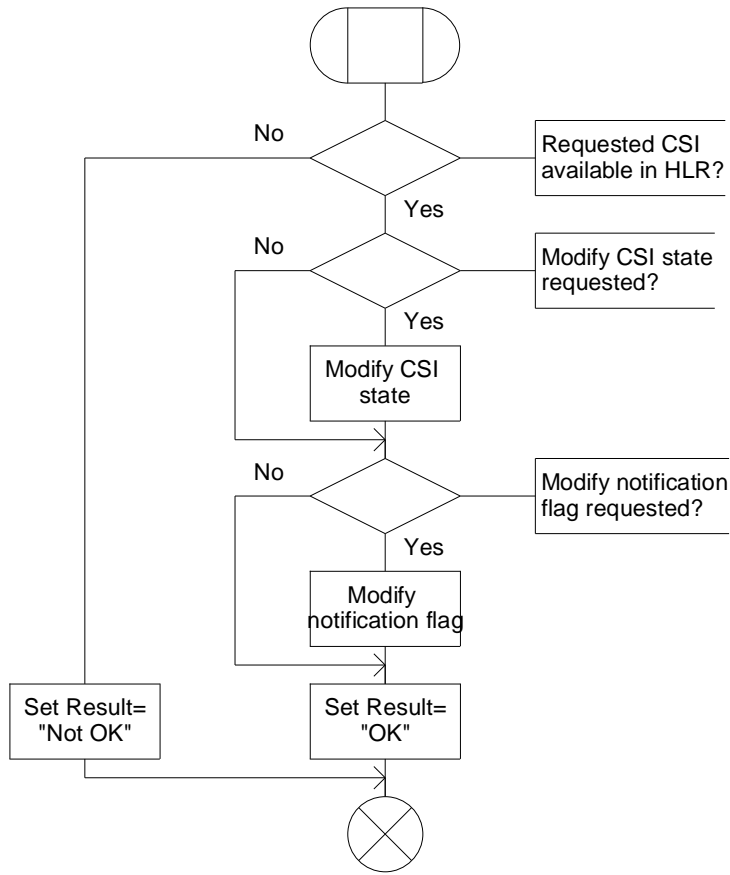 No
Requested CSI
available in HLR?
Yes
No
Modify CSI state
requested?
Yes
Modify CSI
state
No
Modify notification
flag requested?
Yes
Modify
notification flag
Set Result=
"Not OK"
Set Result=
"OK"